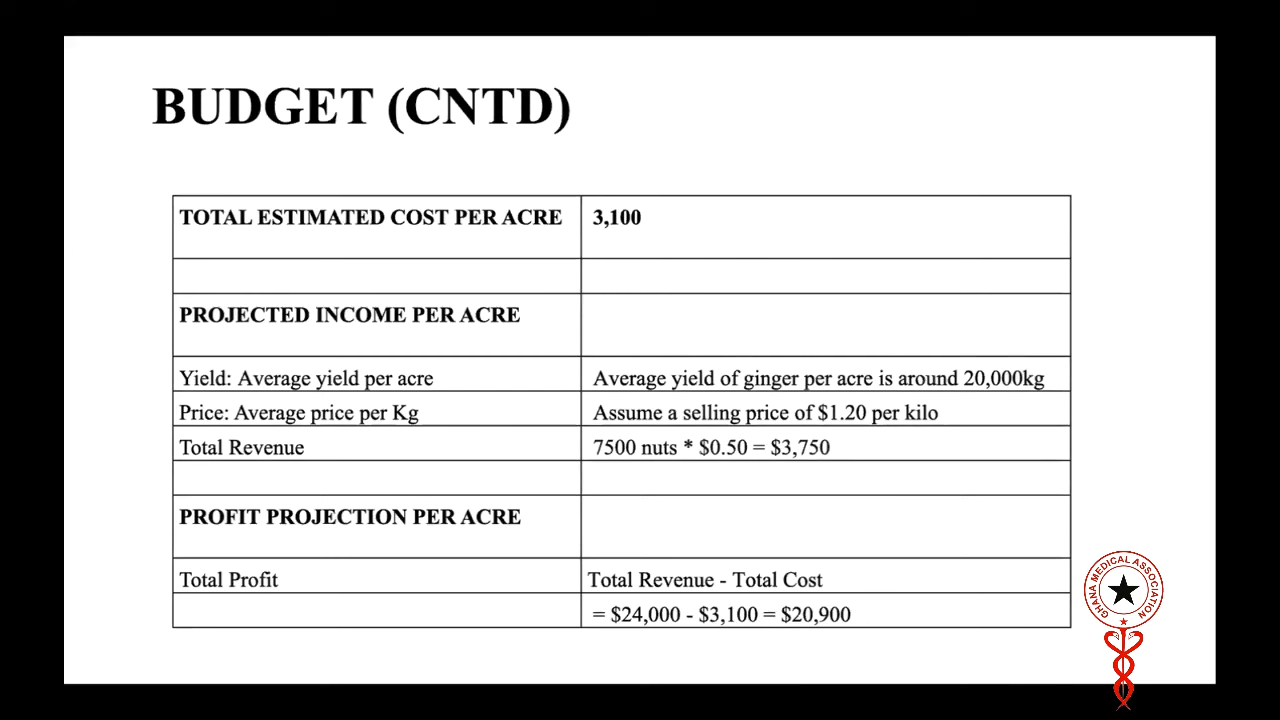 BUDGET (CNTD)
TOTAL ESTIMATED COST PER ACRE 3,100
PROJECTED INCOME PER ACRE
Yield: Average yield per acre Average yield of ginger per acre is around 20,000kg
Price: Average price per Kg Assume a selling price of $1.20 per kilo
Total Revenue 7500 nuts * $0.50 = $3,750
PROFIT PROJECTION PER ACRE
Total Profit Total Revenue - Total Cost
= $24,000 - $3,100 = $20,900
GHANA MEDICAL ASSOCIATION